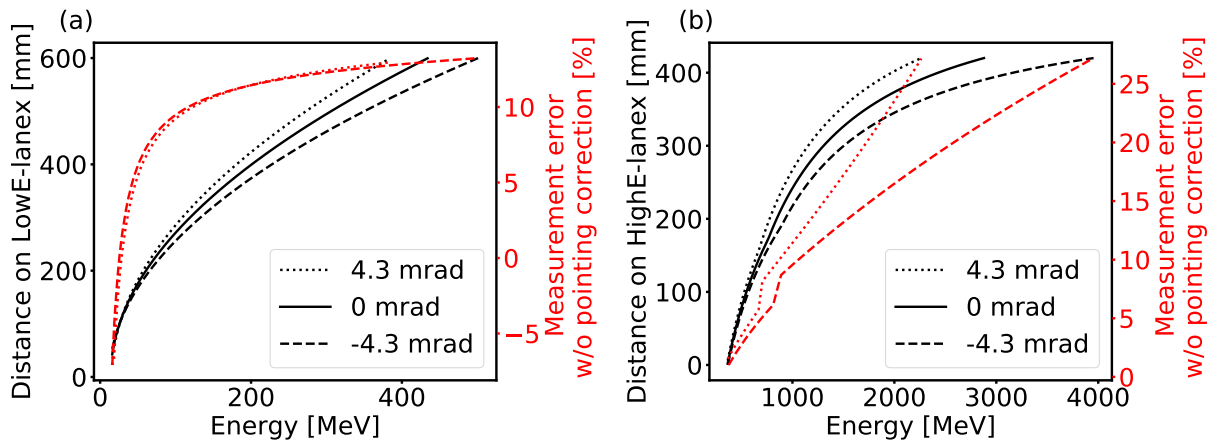 (a)
Distance on LowE-lanex [mm]
600
400
200
0
0
200
400
Energy [MeV]
10
5
0
−5
Measurement error
w/o pointing correction [%]
4.3 mrad
0 mrad
-4.3 mrad
(b)
Distance on HighE-lanex [mm]
400
300
200
100
0
1000
2000
3000
4000
Energy [MeV]
25
20
15
10
5
0
Measurement error
w/o pointing correction [%]
4.3 mrad
0 mrad
-4.3 mrad